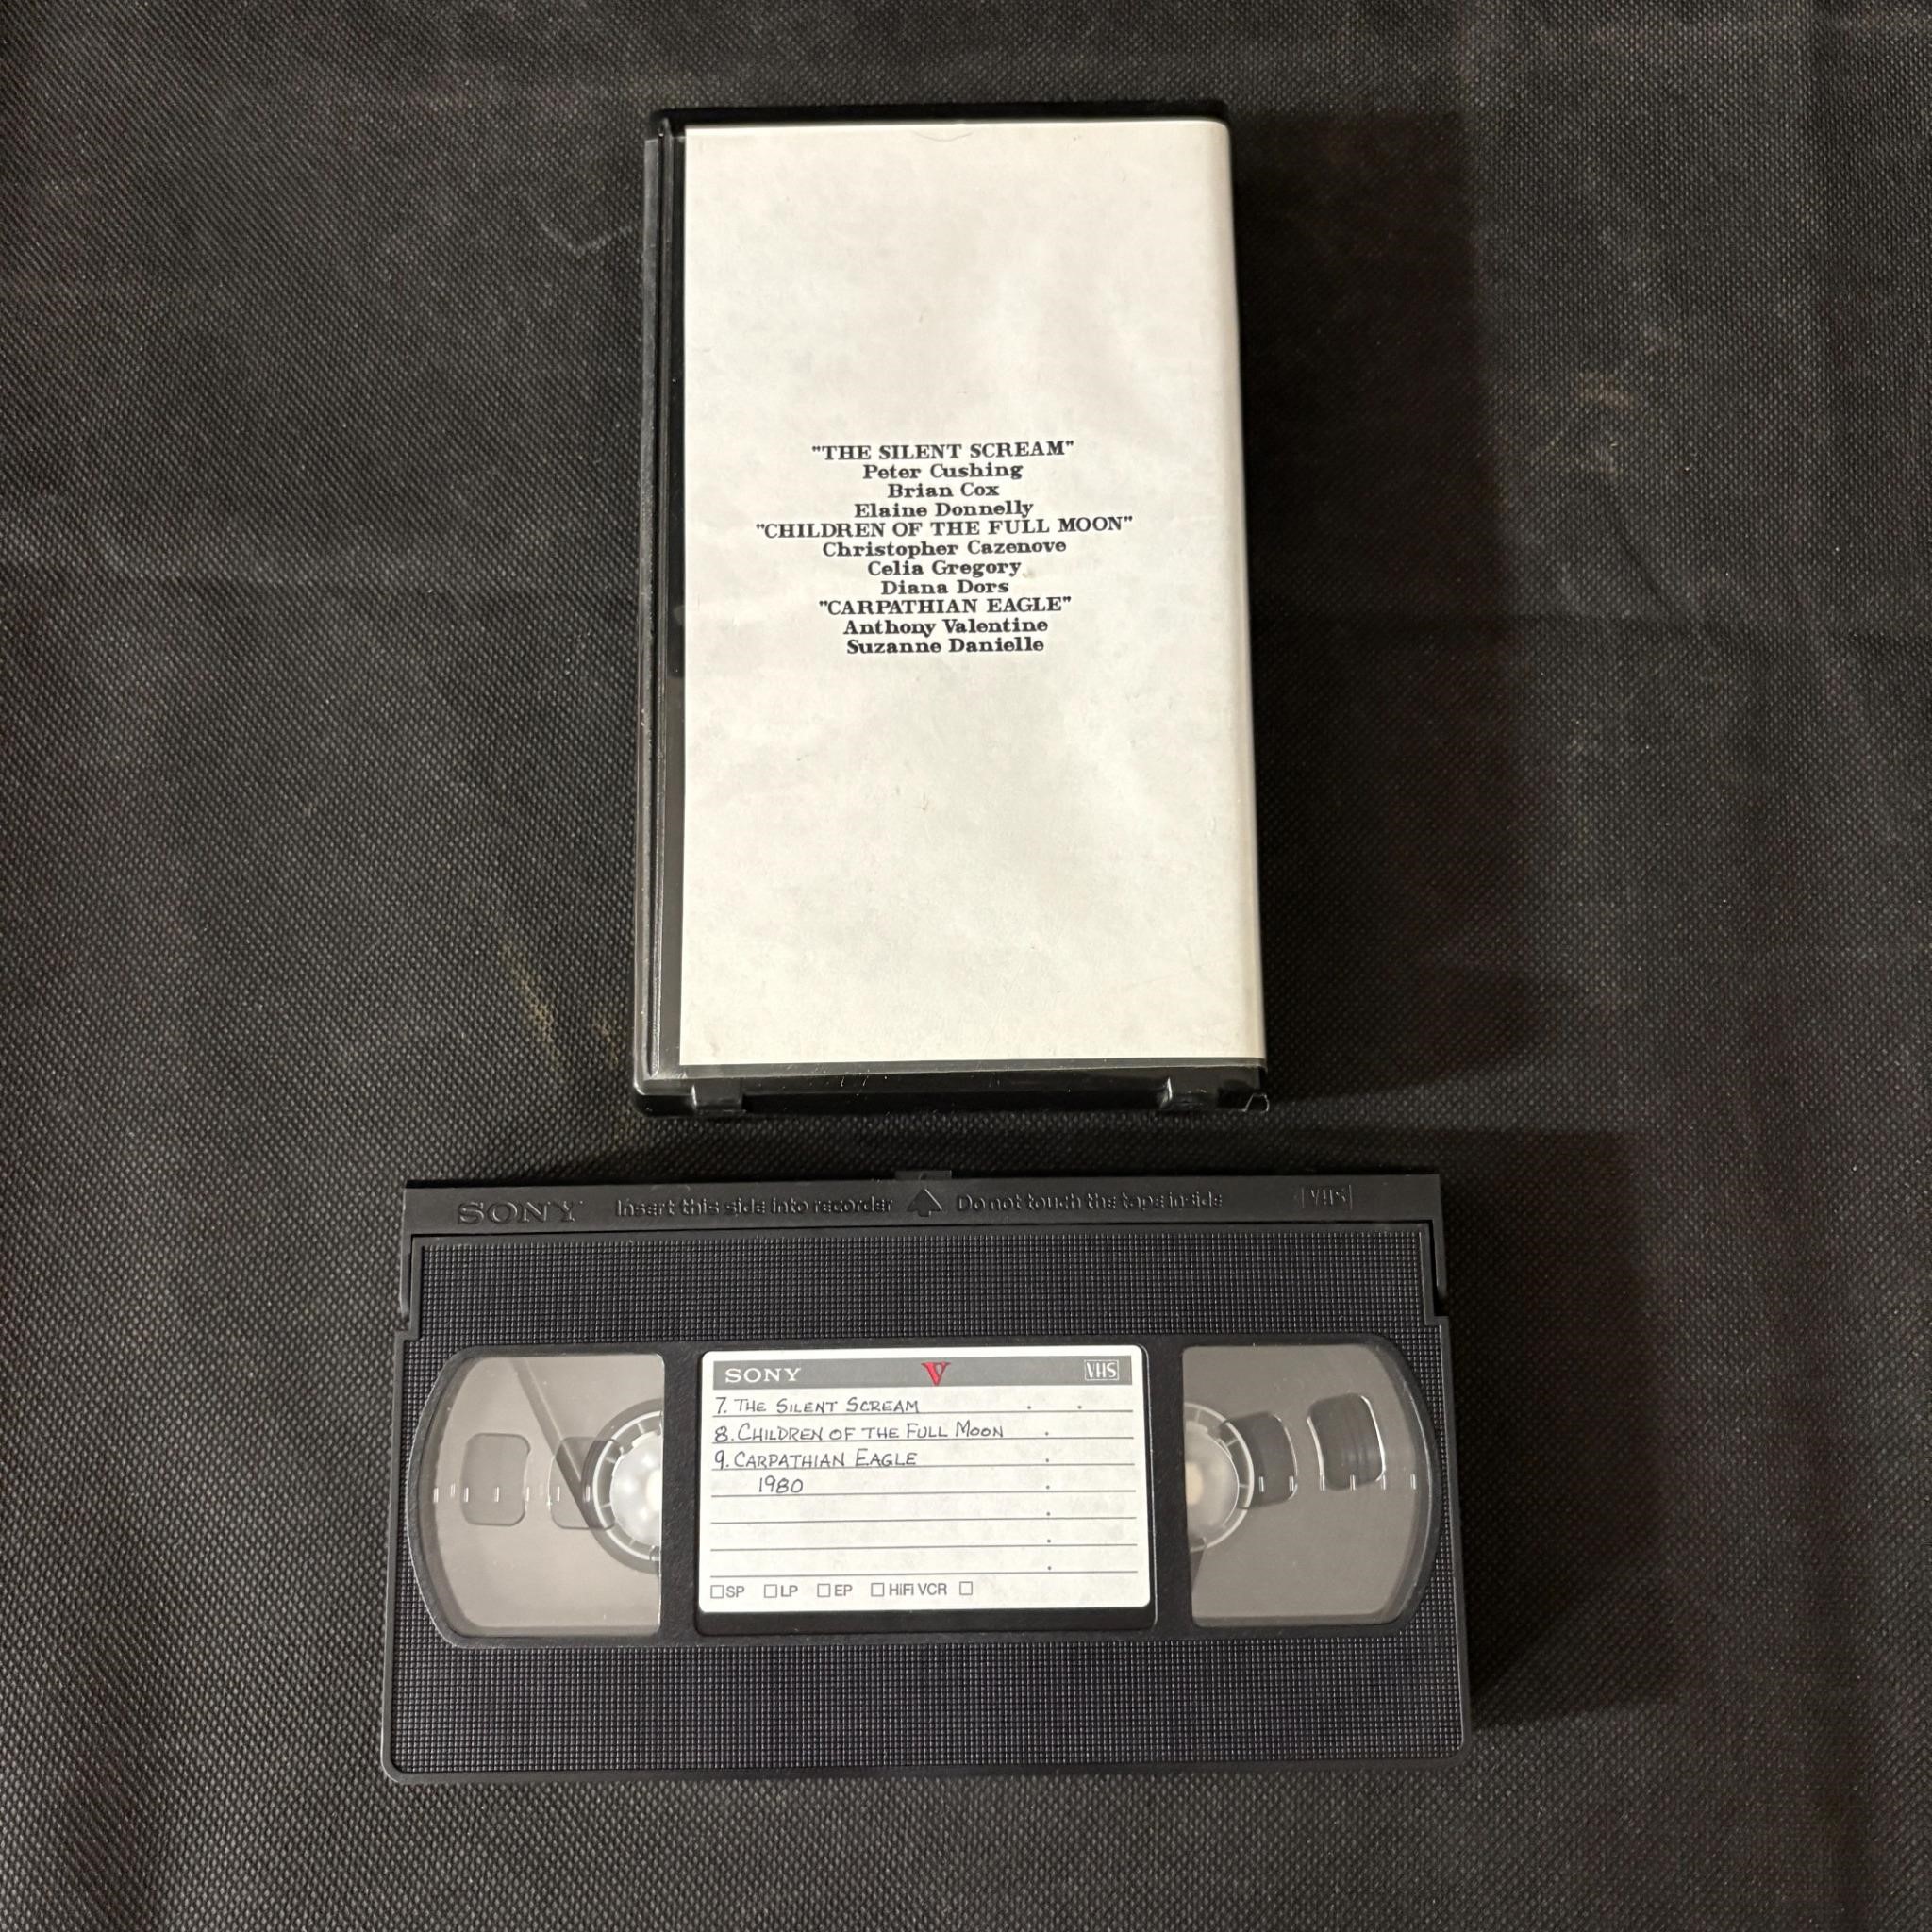 "THE SILENT SCREAM"
Peter Cushing
Brian Cox
Elaine Donnelly
"CHILDREN OF THE FULL MOON"
Christopher Cazenove
Celia Gregory
Diana Dors
"CARPATHIAN EAGLE"
Anthony Valentine
Suzanne Danielle
SONY Insert this side into recorder Do not touch the tape inside VHS
SONY V VHS
7. THE SILENT SCREAM
8. CHILDREN OF THE FULL MOON
9. CARPATHIAN EAGLE
1980
SP LP EP HiFi VCR